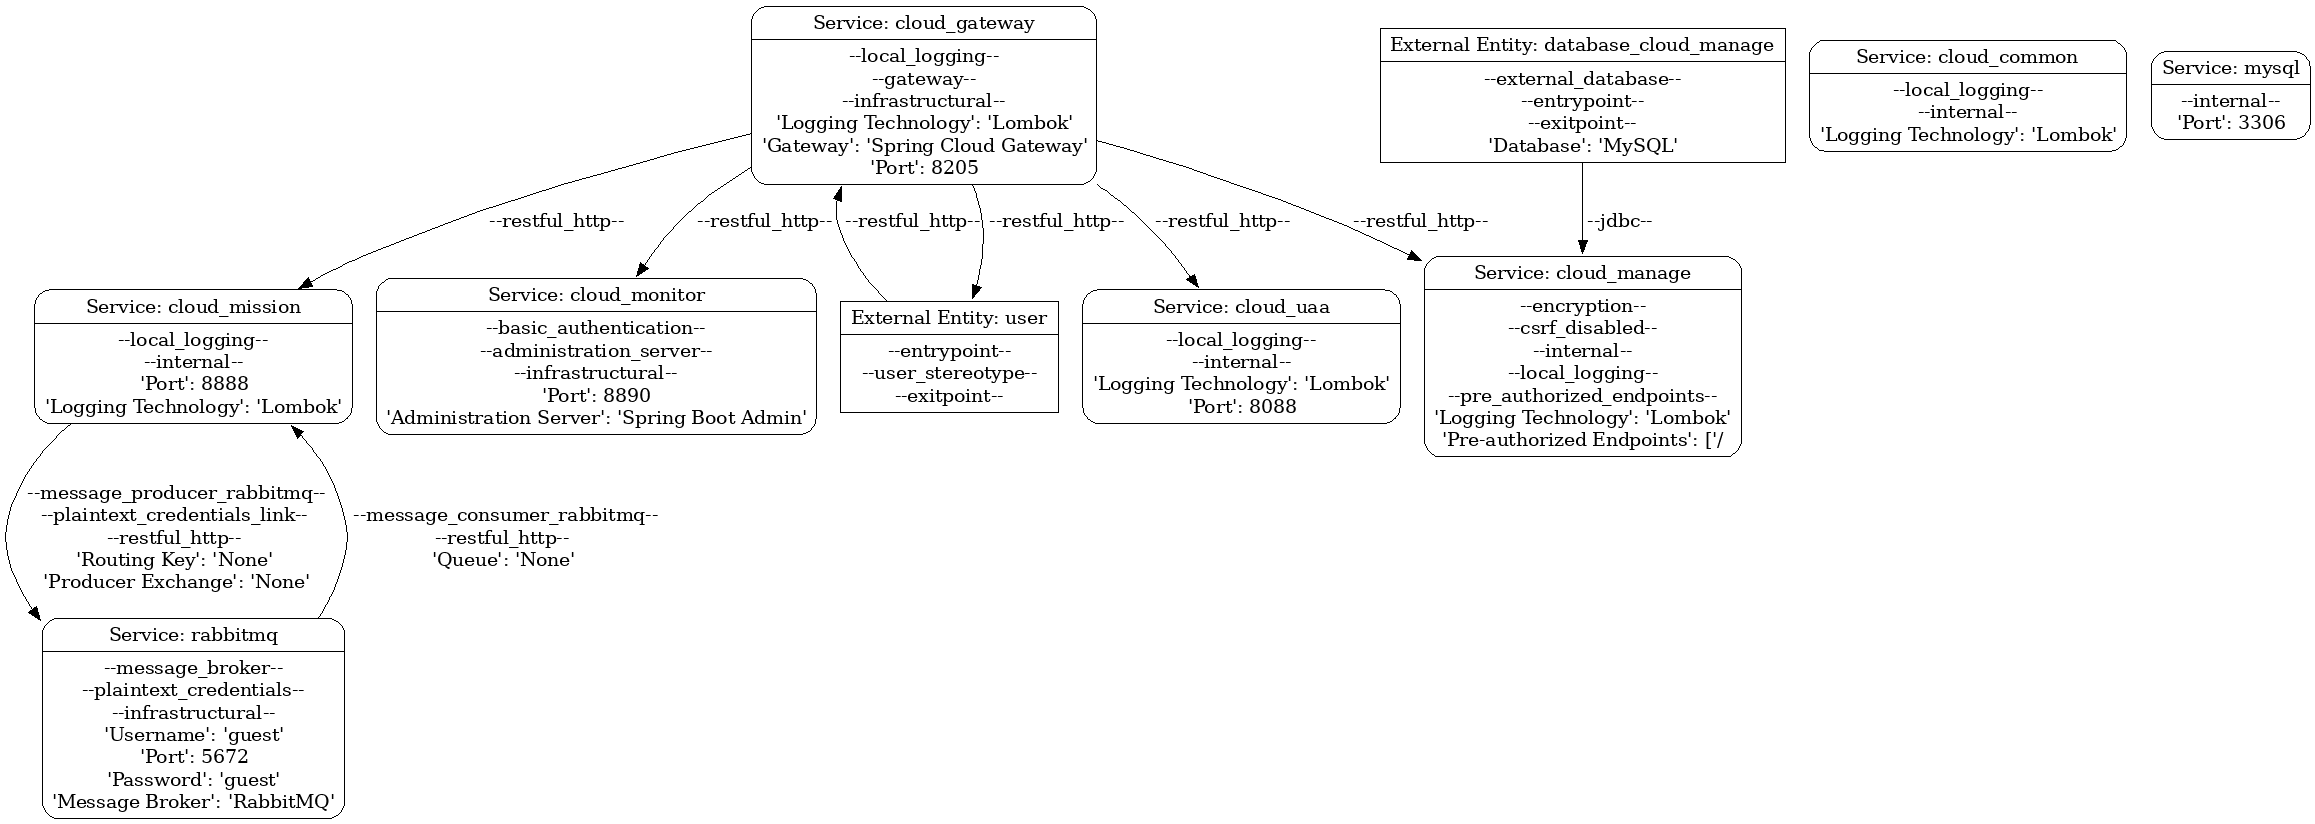 Service: cloud_gateway
--local_logging--
--gateway--
--infrastructural--
'Logging Technology': 'Lombok'
'Gateway': 'Spring Cloud Gateway'
'Port': 8205
External Entity: database_cloud_manage
--external_database--
--entrypoint--
--exitpoint--
'Database': 'MySQL'
Service: cloud_common
--local_logging--
--internal--
'Logging Technology': 'Lombok'
Service: mysql
--internal--
'Port': 3306
--restful_http--
--restful_http--
--restful_http--
--restful_http--
--restful_http--
--restful_http--
--jdbc--
Service: cloud_mission
--local_logging--
--internal--
'Port': 8888
'Logging Technology': 'Lombok'
Service: cloud_monitor
--basic_authentication--
--administration_server--
--infrastructural--
'Port': 8890
'Administration Server': 'Spring Boot Admin'
External Entity: user
--entrypoint--
--user_stereotype--
--exitpoint--
Service: cloud_uaa
--local_logging--
--internal--
'Logging Technology': 'Lombok'
'Port': 8088
Service: cloud_manage
--encryption--
--csrf_disabled--
--internal--
--local_logging--
--pre_authorized_endpoints--
'Logging Technology': 'Lombok'
'Pre-authorized Endpoints': ['/
--message_producer_rabbitmq--
--plaintext_credentials_link--
--restful_http--
'Routing Key': 'None'
'Producer Exchange': 'None'
--message_consumer_rabbitmq--
--restful_http--
'Queue': 'None'
Service: rabbitmq
--message_broker--
--plaintext_credentials--
--infrastructural--
'Username': 'guest'
'Port': 5672
'Password': 'guest'
'Message Broker': 'RabbitMQ'